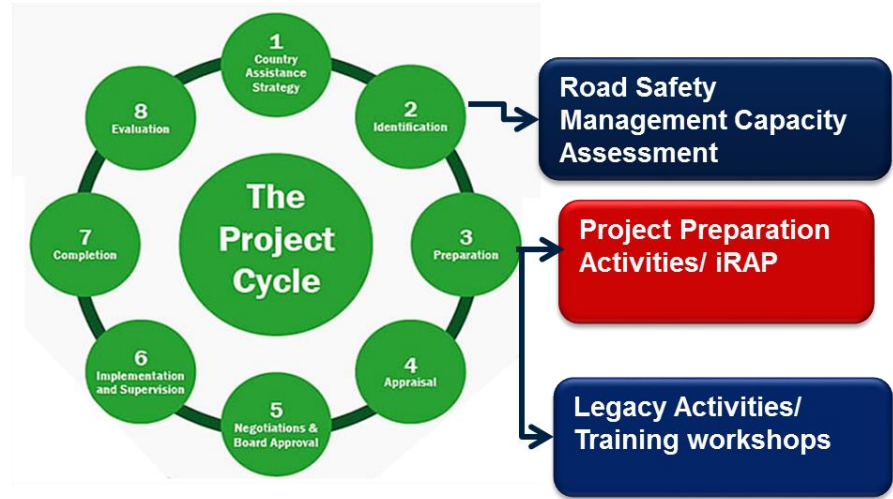 1
Country
Assistance
Strategy
2
Identification
3
Preparation
4
Appraisal
5
Negotiations &
Board Approval
6
Implementation
and Supervision
7
Completion
8
Evaluation
The
Project
Cycle
Road Safety
Management Capacity
Assessment
Project Preparation
Activities/ iRAP
Legacy Activities/
Training workshops